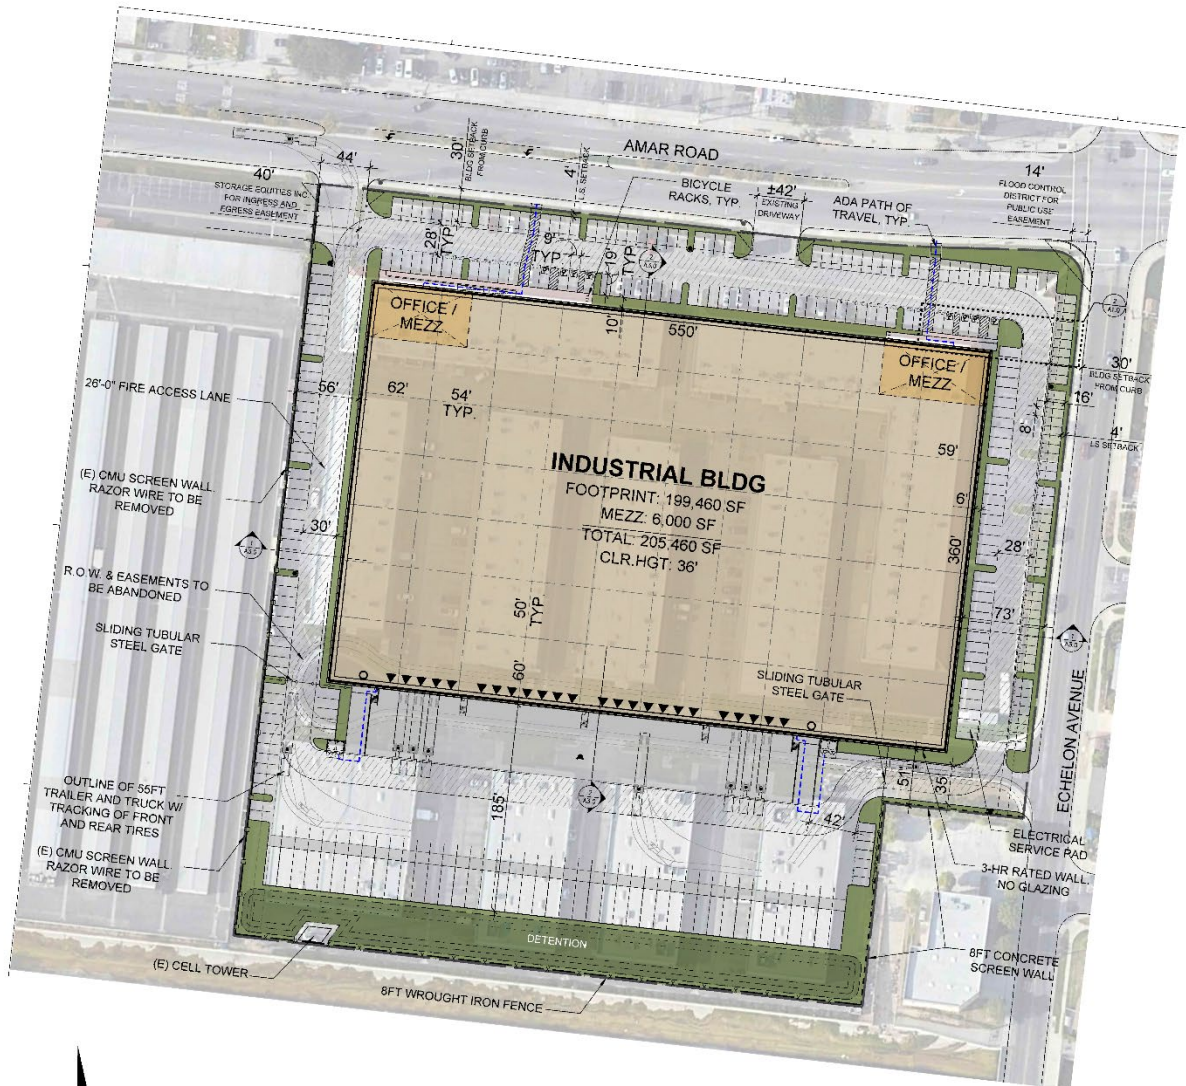 AMAR ROAD
40'
44'
30'
BLDG SETBACK
FROM CURB
4'
L.S. SETBACK
BICYCLE
RACKS, TYP.
±42'
EXISTING
DRIVEWAY
ADA PATH OF
TRAVEL, TYP.
14'
FLOOD CONTROL
DISTRICT FOR
PUBLIC USE
EASEMENT
STORAGE EQUITIES INC.
FOR INGRESS AND
EGRESS EASEMENT
28'
TYP.
9'
TYP.
19'
TYP.
OFFICE /
MEZZ
10'
550'
OFFICE /
MEZZ
30'
BLDG SETBACK
FROM CURB
16'
8'
4'
LS SETBACK
26'-0" FIRE ACCESS LANE
56'
62'
54'
TYP.
59'
6'
360'
28'
73'
INDUSTRIAL BLDG
FOOTPRINT: 199,460 SF
MEZZ: 6,000 SF
TOTAL: 205,460 SF
CLR.HGT: 36'
(E) CMU SCREEN WALL
RAZOR WIRE TO BE
REMOVED
30'
R.O.W. & EASEMENTS TO
BE ABANDONED
50'
TYP
60'
SLIDING TUBULAR
STEEL GATE
SLIDING TUBULAR
STEEL GATE
ECHELON AVENUE
OUTLINE OF 55FT
TRAILER AND TRUCK W/
TRACKING OF FRONT
AND REAR TIRES
185'
42'
51'
35'
ELECTRICAL
SERVICE PAD
3-HR RATED WALL,
NO GLAZING
(E) CMU SCREEN WALL
RAZOR WIRE TO BE
REMOVED
DETENTION
8FT CONCRETE
SCREEN WALL
(E) CELL TOWER
8FT WROUGHT IRON FENCE